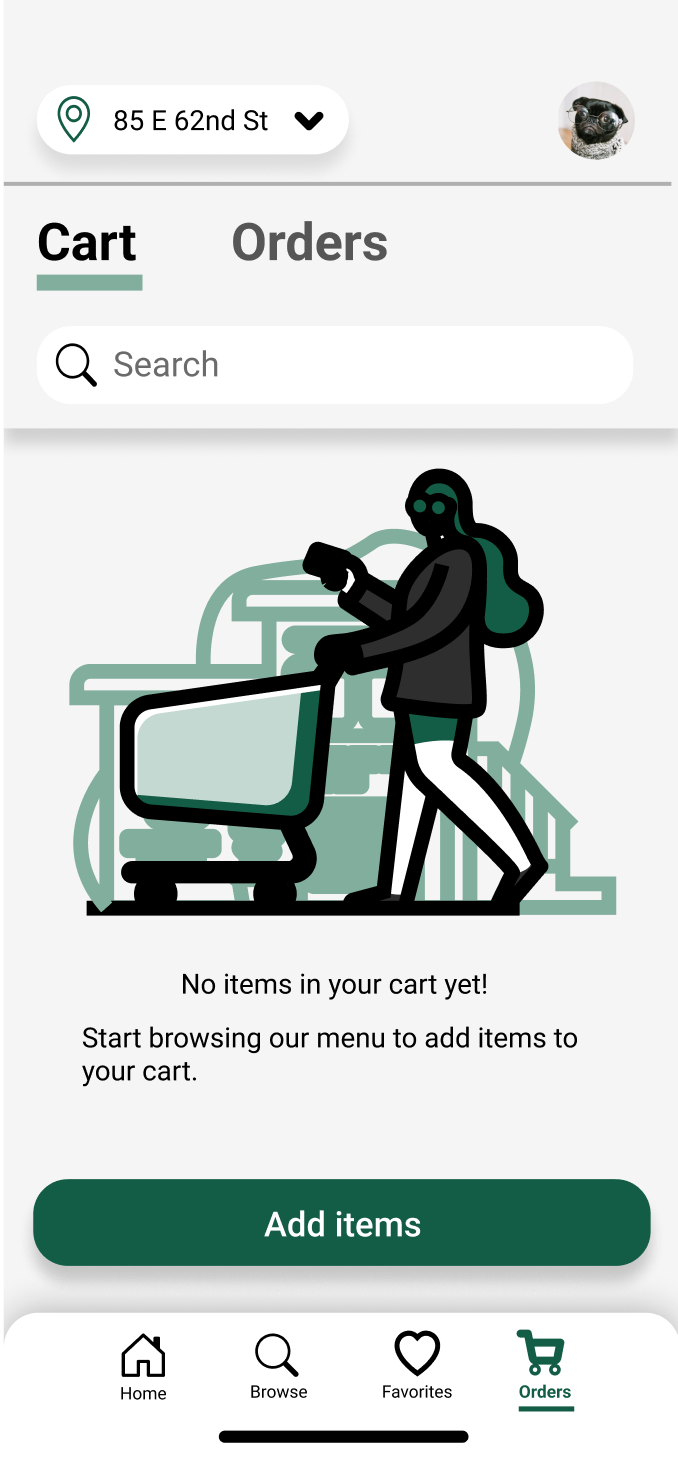 85 E 62nd St
Cart
Orders
Search
No items in your cart yet!
Start browsing our menu to add items to
your cart.
Add items
Home
Browse
Favorites
Orders